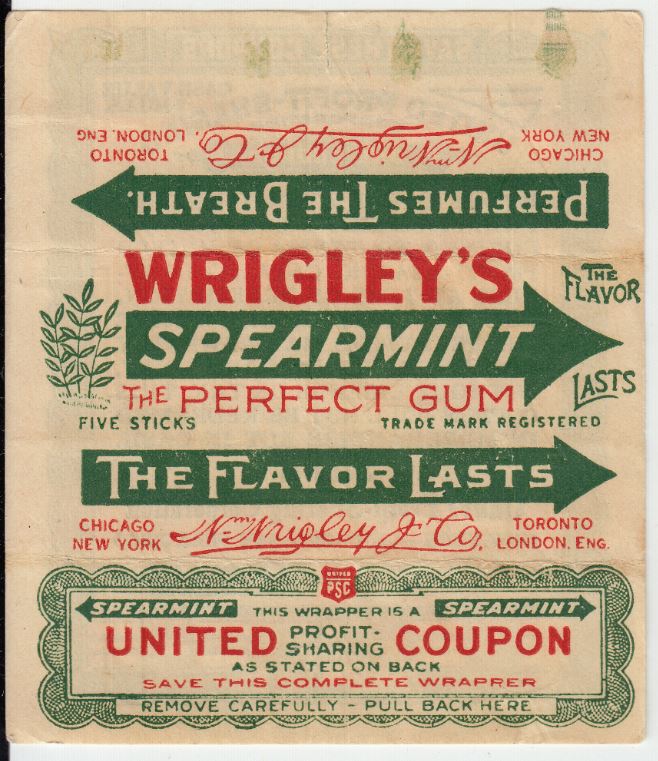 CHICAGO NEW YORK
Wm Wrigley Jr Co.
TORONTO LONDON, ENG
PERFUMES THE BREATH.
WRIGLEY'S
THE FLAVOR LASTS
SPEARMINT
THE PERFECT GUM
FIVE STICKS TRADE MARK REGISTERED
THE FLAVOR LASTS
CHICAGO NEW YORK
Wm Wrigley Jr Co.
TORONTO LONDON, ENG.
UNITED
PSC
SPEARMINT THIS WRAPPER IS A SPEARMINT
UNITED PROFIT-SHARING COUPON
AS STATED ON BACK
SAVE THIS COMPLETE WRAPRER
REMOVE CAREFULLY - PULL BACK HERE